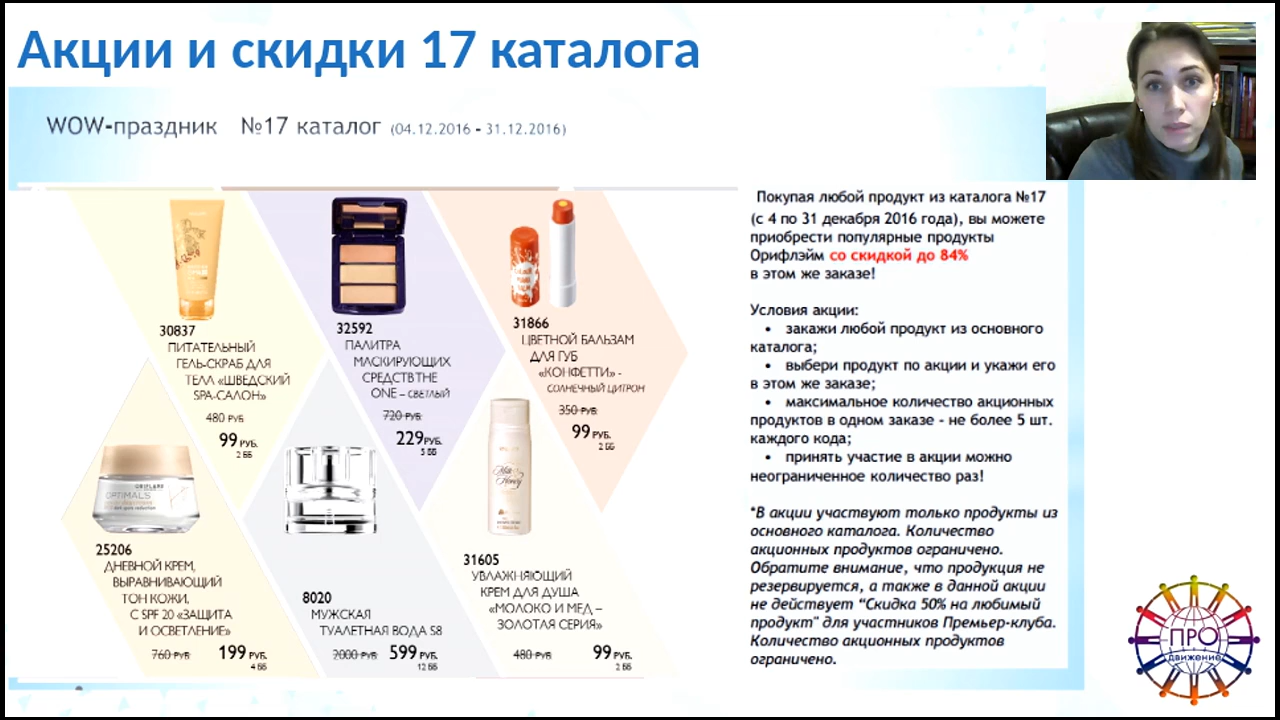 Акции и скидки 17 каталога
WOW-праздник №17 каталог (04.12.2016 - 31.12.2016)
30837
ПИТАТЕЛЬНЫЙ
ГЕЛЬ-СКРАБ ДЛЯ
ТЕЛА «ШВЕДСКИЙ
SPA-САЛОН»
480 РУБ.
99 РУБ.
2 ББ
32592
ПАЛИТРА
МАСКИРУЮЩИХ
СРЕДСТВ THE
ONE – СВЕТЛЫЙ
720 РУБ.
229 РУБ.
5 ББ
31866
ЦВЕТНОЙ БАЛЬЗАМ
ДЛЯ ГУБ
«КОНФЕТТИ» -
СОЛНЕЧНЫЙ ЦИТРОН
350 РУБ.
99 РУБ.
2 ББ
ORIFLAME
OPTIMALS
25206
ДНЕВНОЙ КРЕМ,
ВЫРАВНИВАЮЩИЙ
ТОН КОЖИ,
С SPF 20 «ЗАЩИТА
И ОСВЕТЛЕНИЕ»
760 РУБ.
199 РУБ.
4 ББ
8020
МУЖСКАЯ
ТУАЛЕТНАЯ ВОДА S8
2000 РУБ.
599 РУБ.
12 ББ
Milk &
Honey
31605
УВЛАЖНЯЮЩИЙ
КРЕМ ДЛЯ ДУША
«МОЛОКО И МЕД –
ЗОЛОТАЯ СЕРИЯ»
480 РУБ.
99 РУБ.
2 ББ
Покупая любой продукт из каталога №17
(с 4 по 31 декабря 2016 года), вы можете
приобрести популярные продукты
Орифлэйм со скидкой до 84%
в этом же заказе!
Условия акции:
• закажи любой продукт из основного
каталога;
• выбери продукт по акции и укажи его
в этом же заказе;
• максимальное количество акционных
продуктов в одном заказе - не более 5 шт.
каждого кода;
• принять участие в акции можно
неограниченное количество раз!
*В акции участвуют только продукты из
основного каталога. Количество
акционных продуктов ограничено.
Обратите внимание, что продукция не
резервируется, а также в данной акции
не действует “Скидка 50% на любимый
продукт" для участников Премьер-клуба.
Количество акционных продуктов
ограничено.
ПРО
движение